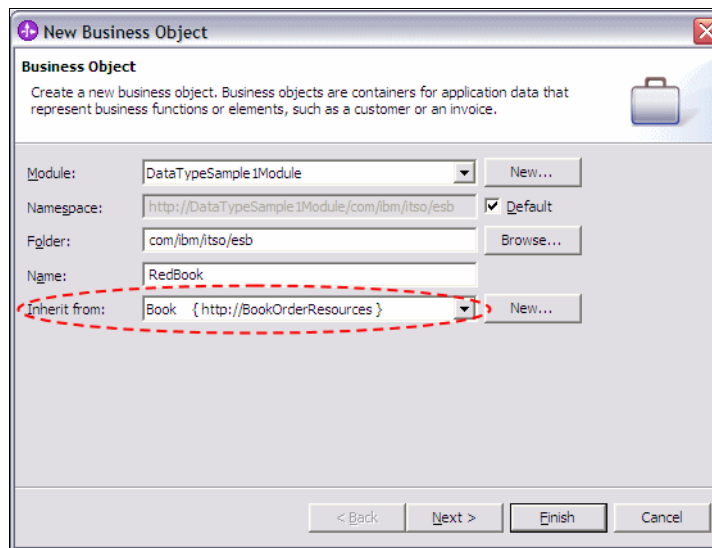 New Business Object
Business Object
Create a new business object. Business objects are containers for application data that
represent business functions or elements, such as a customer or an invoice.
Module: DataTypeSample1Module New...
Namespace: http://DataTypeSample1Module/com/ibm/itso/esb Default
Folder: com/ibm/itso/esb Browse...
Name: RedBook
Inherit from: Book { http://BookOrderResources } New...
< Back Next > Finish Cancel